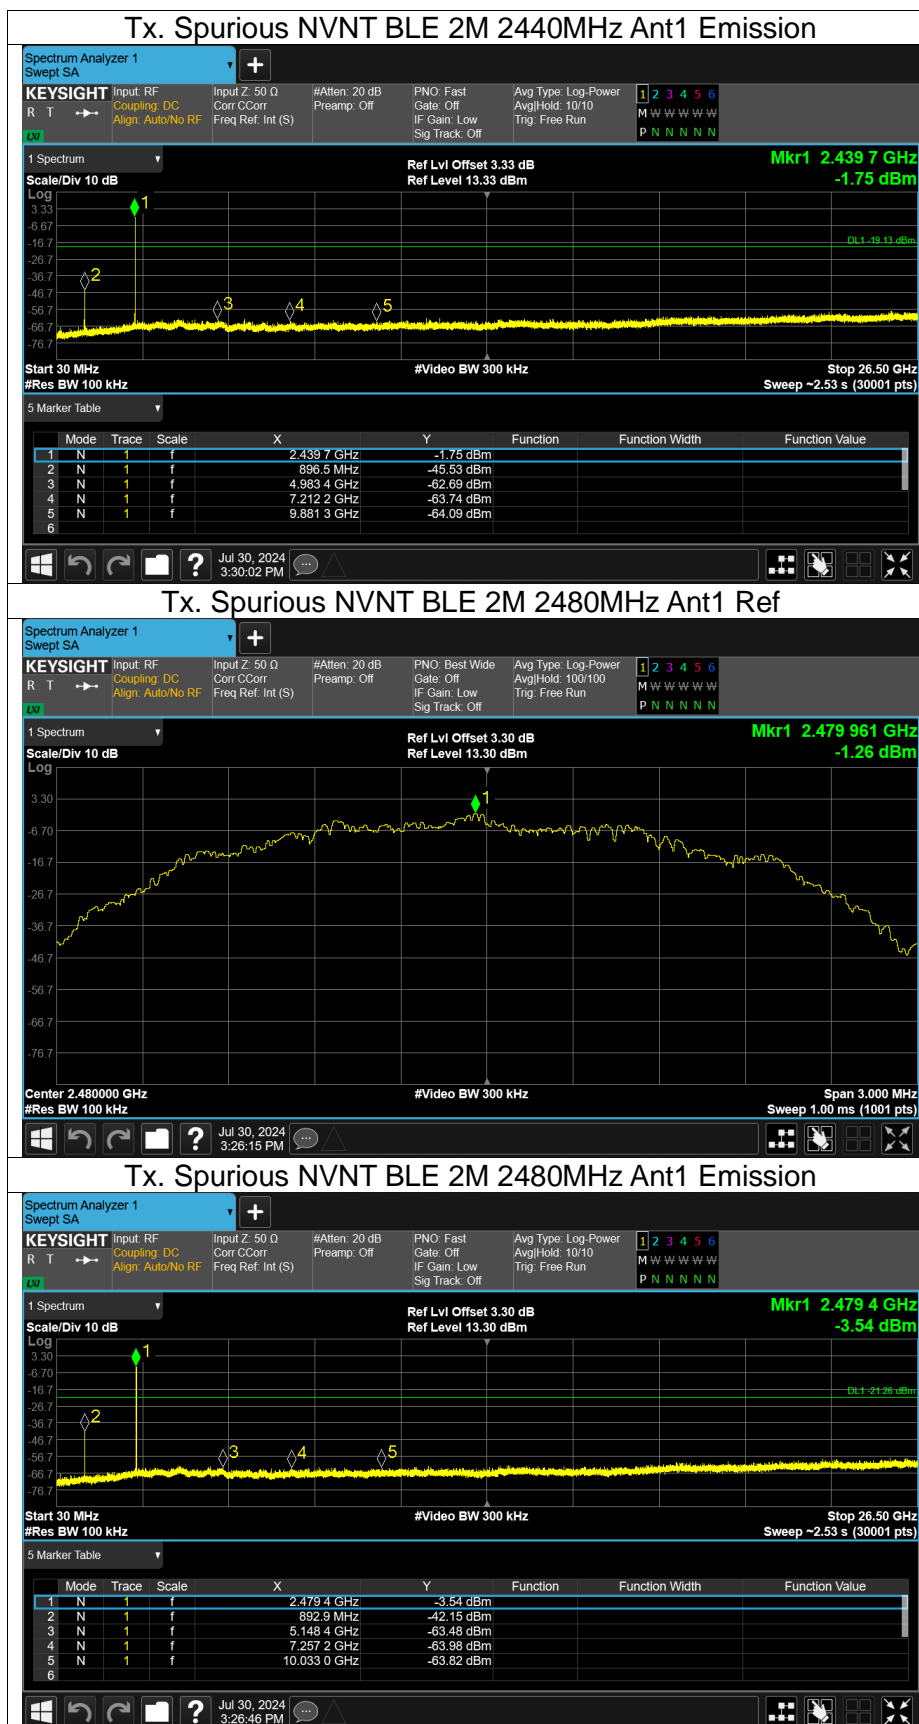 Tx. Spurious NVNT BLE 2M 2440MHz Ant1 Emission
Spectrum Analyzer 1
Swept SA
KEYSIGHT Input: RF Input Z: 50 Ω #Atten: 20 dB PNO: Fast Avg Type: Log-Power 1 2 3 4 5 6
R T Coupling: DC Corr CCorr Preamp: Off Gate: Off Avg|Hold: 10/10 M W W W W W
Align: Auto/No RF Freq Ref: Int (S) IF Gain: Low Trig: Free Run
LXI Sig Track: Off P N N N N N
1 Spectrum Ref Lvl Offset 3.33 dB Mkr1 2.439 7 GHz
Scale/Div 10 dB Ref Level 13.33 dBm -1.75 dBm
Log
1
3.33
-6.67
-16.7 DL1 -19.13 dBm
-26.7
-36.7 2
-46.7
-56.7 3 4 5
-66.7
-76.7
Start 30 MHz #Video BW 300 kHz Stop 26.50 GHz
#Res BW 100 kHz Sweep ~2.53 s (30001 pts)
5 Marker Table
Mode Trace Scale X Y Function Function Width Function Value
1 N 1 f 2.439 7 GHz -1.75 dBm
2 N 1 f 896.5 MHz -45.53 dBm
3 N 1 f 4.983 4 GHz -62.69 dBm
4 N 1 f 7.212 2 GHz -63.74 dBm
5 N 1 f 9.881 3 GHz -64.09 dBm
6
? Jul 30, 2024
3:30:02 PM
Tx. Spurious NVNT BLE 2M 2480MHz Ant1 Ref
Spectrum Analyzer 1
Swept SA
KEYSIGHT Input: RF Input Z: 50 Ω #Atten: 20 dB PNO: Best Wide Avg Type: Log-Power 1 2 3 4 5 6
R T Coupling: DC Corr CCorr Preamp: Off Gate: Off Avg|Hold: 100/100 M W W W W W
Align: Auto/No RF Freq Ref: Int (S) IF Gain: Low Trig: Free Run
LXI Sig Track: Off P N N N N N
1 Spectrum Ref Lvl Offset 3.30 dB Mkr1 2.479 961 GHz
Scale/Div 10 dB Ref Level 13.30 dBm -1.26 dBm
Log
3.30 1
-6.70
-16.7
-26.7
-36.7
-46.7
-56.7
-66.7
-76.7
Center 2.480000 GHz #Video BW 300 kHz Span 3.000 MHz
#Res BW 100 kHz Sweep 1.00 ms (1001 pts)
? Jul 30, 2024
3:26:15 PM
Tx. Spurious NVNT BLE 2M 2480MHz Ant1 Emission
Spectrum Analyzer 1
Swept SA
KEYSIGHT Input: RF Input Z: 50 Ω #Atten: 20 dB PNO: Fast Avg Type: Log-Power 1 2 3 4 5 6
R T Coupling: DC Corr CCorr Preamp: Off Gate: Off Avg|Hold: 10/10 M W W W W W
Align: Auto/No RF Freq Ref: Int (S) IF Gain: Low Trig: Free Run
LXI Sig Track: Off P N N N N N
1 Spectrum Ref Lvl Offset 3.30 dB Mkr1 2.479 4 GHz
Scale/Div 10 dB Ref Level 13.30 dBm -3.54 dBm
Log
1
3.30
-6.70
-16.7 DL1 -21.26 dBm
-26.7
-36.7 2
-46.7
-56.7 3 4 5
-66.7
-76.7
Start 30 MHz #Video BW 300 kHz Stop 26.50 GHz
#Res BW 100 kHz Sweep ~2.53 s (30001 pts)
5 Marker Table
Mode Trace Scale X Y Function Function Width Function Value
1 N 1 f 2.479 4 GHz -3.54 dBm
2 N 1 f 892.9 MHz -42.15 dBm
3 N 1 f 5.148 4 GHz -63.48 dBm
4 N 1 f 7.257 2 GHz -63.98 dBm
5 N 1 f 10.033 0 GHz -63.82 dBm
6
? Jul 30, 2024
3:26:46 PM